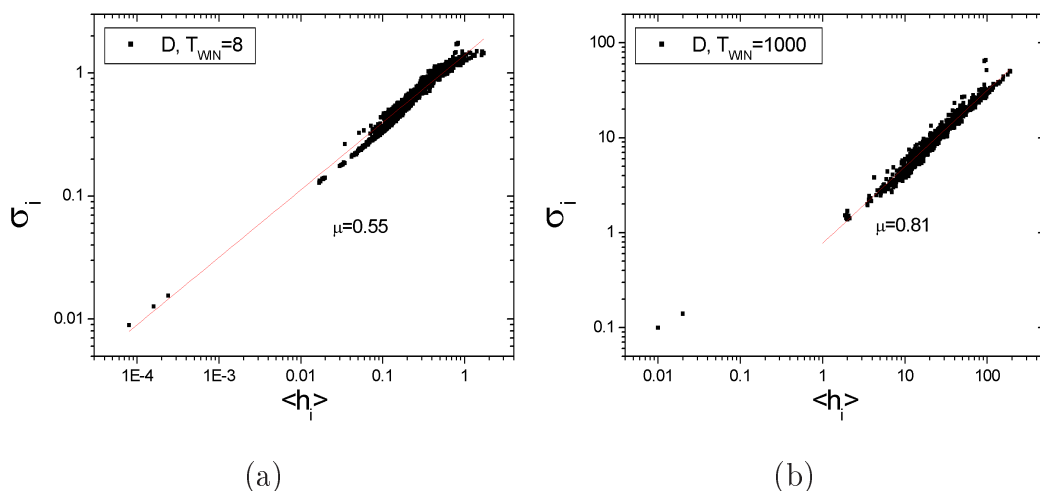 D, T_WIN=8
1
0.1
0.01
σ_i
μ=0.55
1E-4 1E-3 0.01 0.1 1
<h_i>
(a)
D, T_WIN=1000
100
10
1
0.1
σ_i
μ=0.81
0.01 0.1 1 10 100
<h_i>
(b)